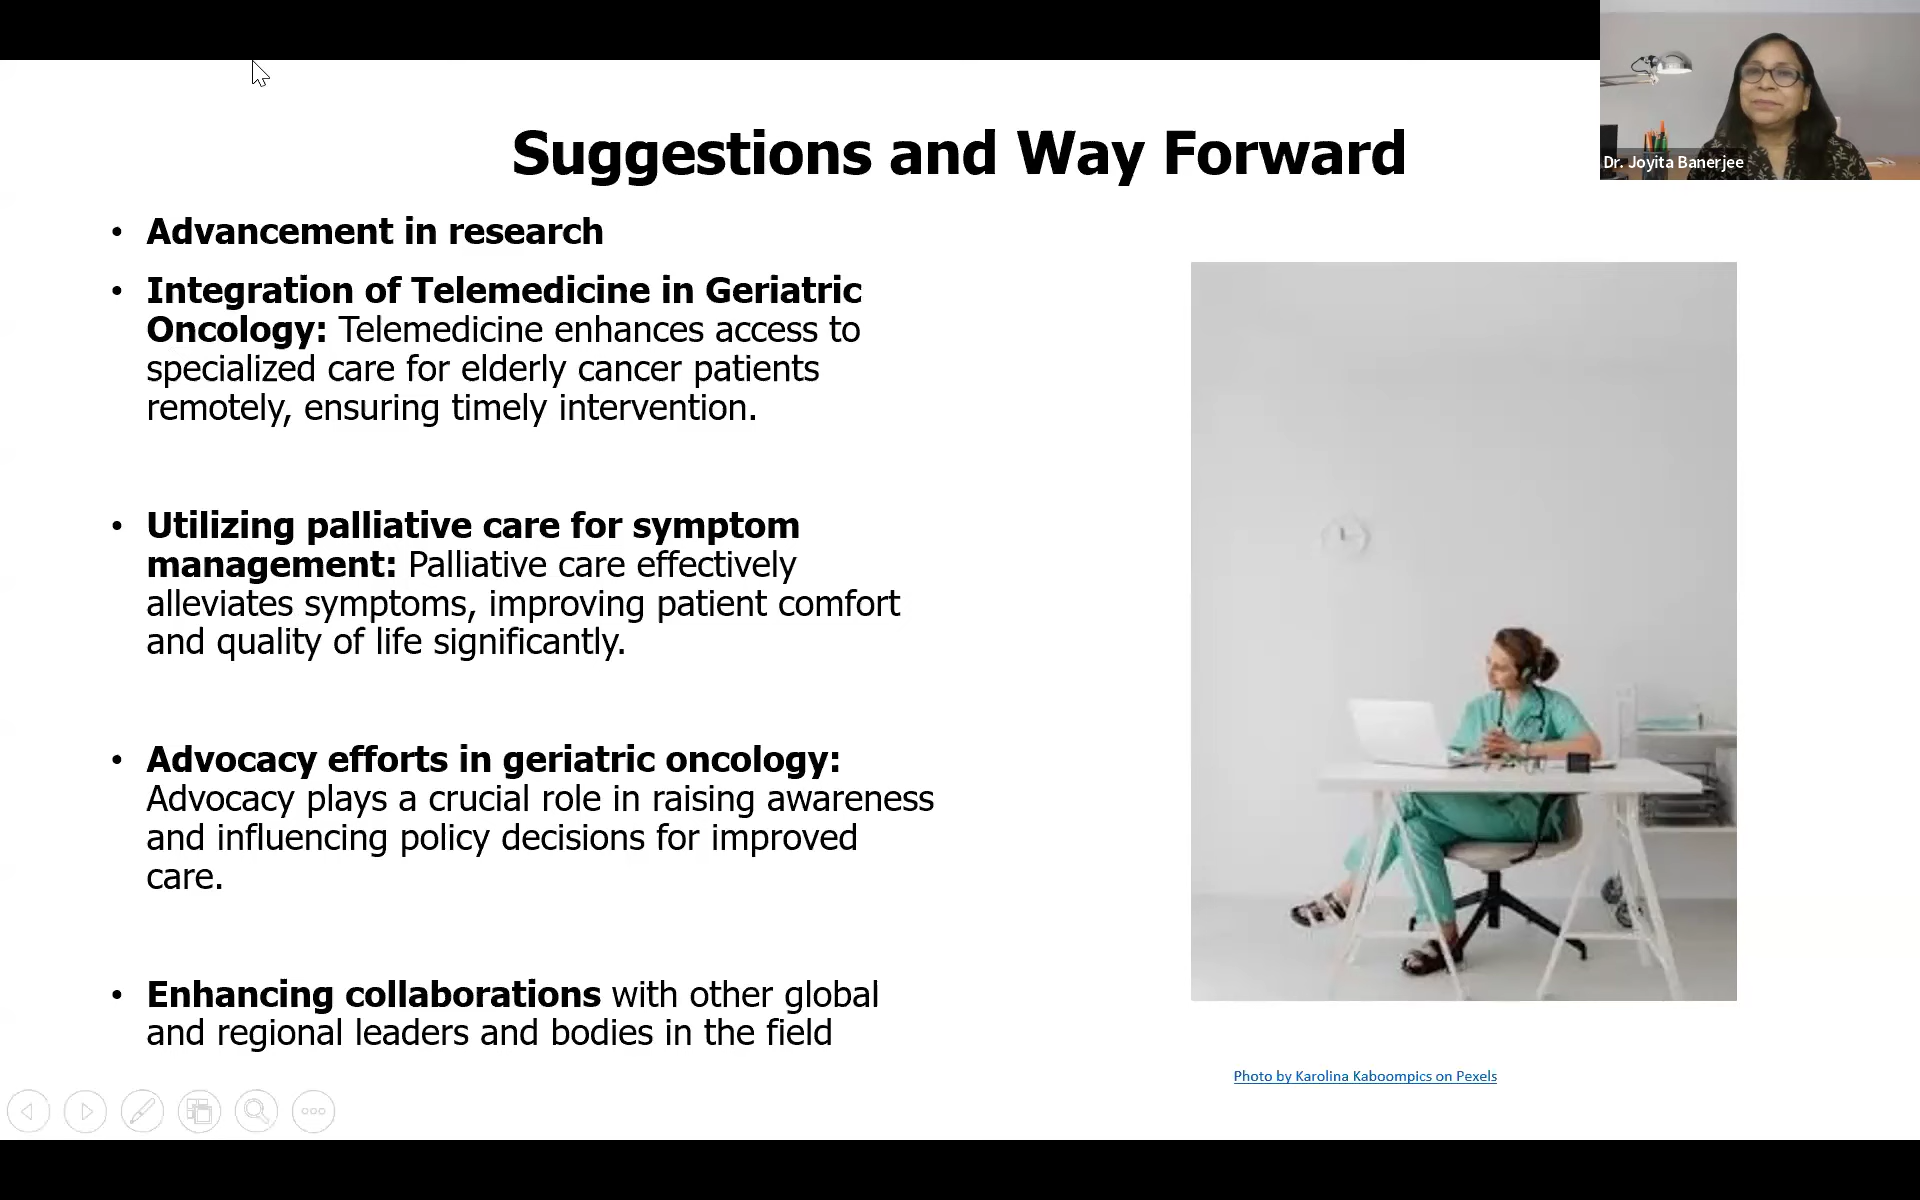 Suggestions and Way Forward
Dr. Joyita Banerjee
• Advancement in research
• Integration of Telemedicine in Geriatric
Oncology: Telemedicine enhances access to
specialized care for elderly cancer patients
remotely, ensuring timely intervention.
• Utilizing palliative care for symptom
management: Palliative care effectively
alleviates symptoms, improving patient comfort
and quality of life significantly.
• Advocacy efforts in geriatric oncology:
Advocacy plays a crucial role in raising awareness
and influencing policy decisions for improved
care.
• Enhancing collaborations with other global
and regional leaders and bodies in the field
Photo by Karolina Kaboompics on Pexels